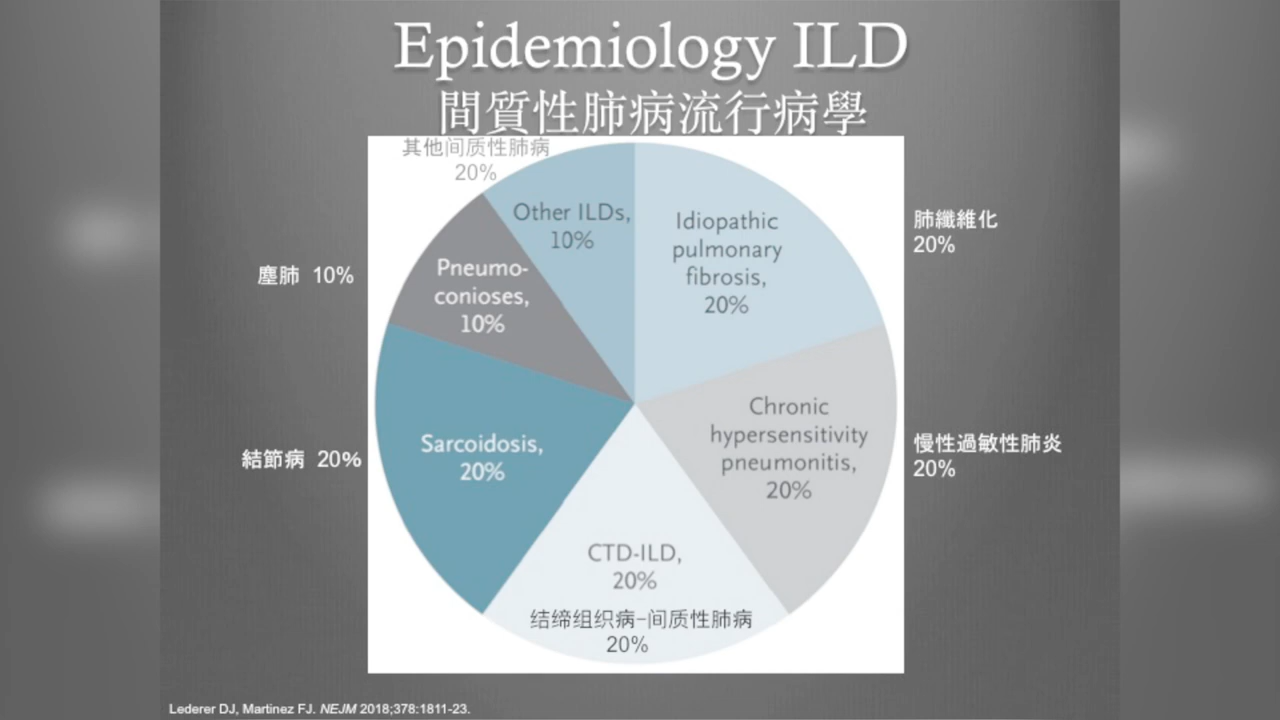 Epidemiology ILD
間質性肺病流行病學
其他间质性肺病
20%
Other ILDs,
10%
Idiopathic
pulmonary
fibrosis,
20%
肺纖維化
20%
塵肺 10%
Pneumo-
conioses,
10%
Chronic
hypersensitivity
pneumonitis,
20%
慢性過敏性肺炎
20%
結節病 20%
Sarcoidosis,
20%
CTD-ILD,
20%
结缔组织病-间质性肺病
20%
Lederer DJ, Martinez FJ. NEJM 2018;378:1811-23.